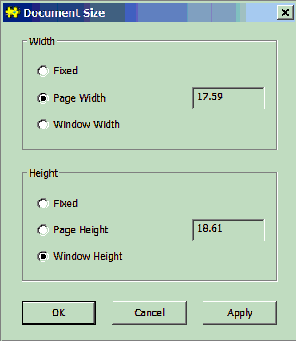 Document Size
Width
Fixed
Page Width 17.59
Window Width
Height
Fixed
Page Height 18.61
Window Height
OK Cancel Apply